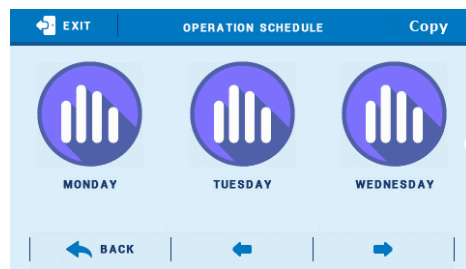 EXIT OPERATION SCHEDULE Copy
MONDAY TUESDAY WEDNESDAY
BACK